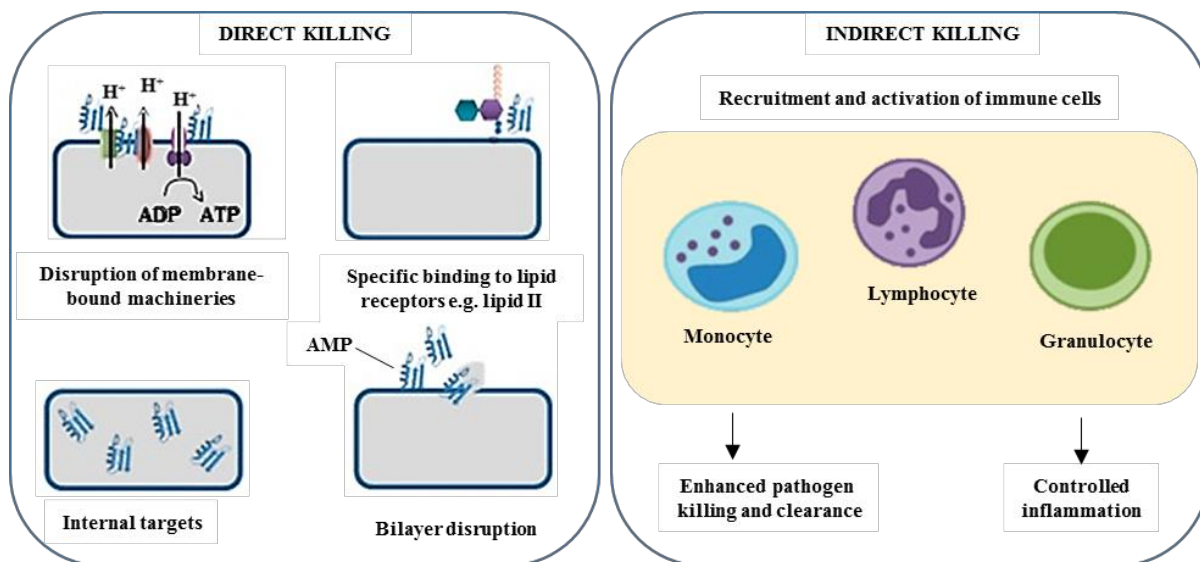 DIRECT KILLING
H⁺ H⁺ H⁺
ADP ATP
Disruption of membrane-
bound machineries
Specific binding to lipid
receptors e.g. lipid II
AMP
Internal targets
Bilayer disruption
INDIRECT KILLING
Recruitment and activation of immune cells
Monocyte
Lymphocyte
Granulocyte
Enhanced pathogen
killing and clearance
Controlled
inflammation